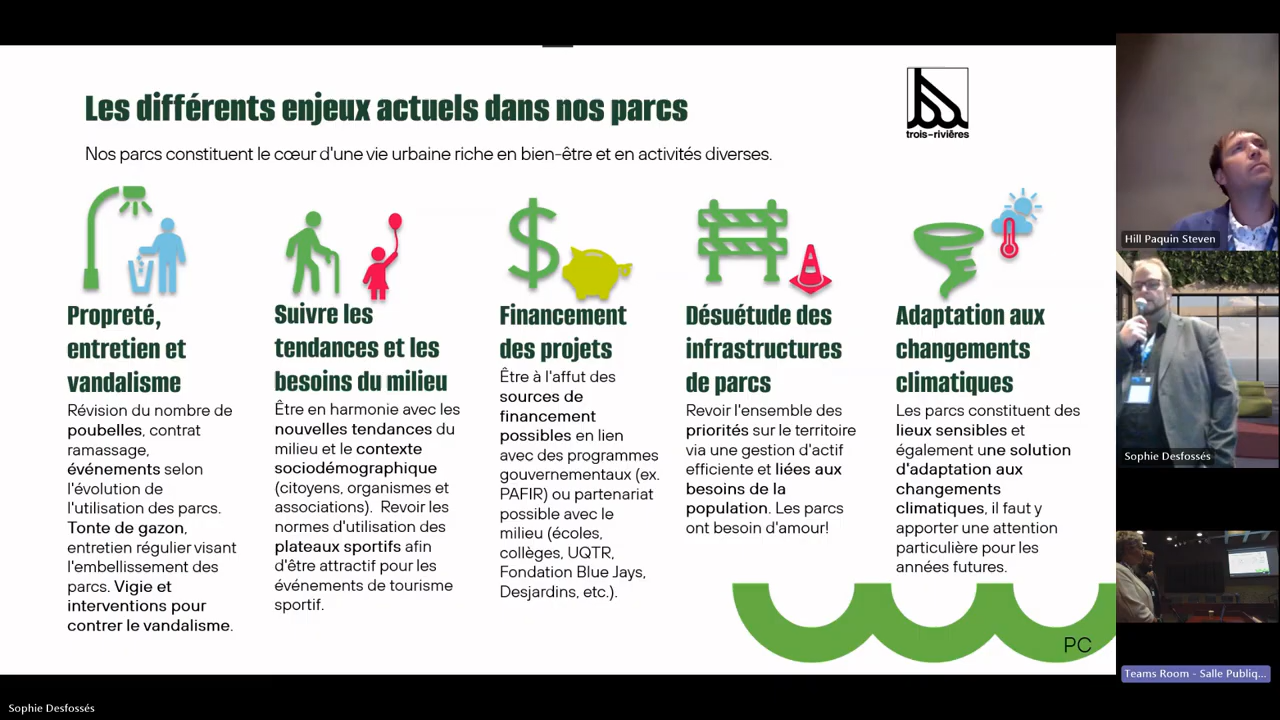 Les différents enjeux actuels dans nos parcs
trois-rivières
Nos parcs constituent le cœur d'une vie urbaine riche en bien-être et en activités diverses.
Propreté,
entretien et
vandalisme
Révision du nombre de
poubelles, contrat
ramassage,
événements selon
l'évolution de
l'utilisation des parcs.
Tonte de gazon,
entretien régulier visant
l'embellissement des
parcs. Vigie et
interventions pour
contrer le vandalisme.
Suivre les
tendances et les
besoins du milieu
Être en harmonie avec les
nouvelles tendances du
milieu et le contexte
sociodémographique
(citoyens, organismes et
associations). Revoir les
normes d'utilisation des
plateaux sportifs afin
d'être attractif pour les
événements de tourisme
sportif.
Financement
des projets
Être à l'affut des
sources de
financement
possibles en lien
avec des programmes
gouvernementaux (ex.
PAFIR) ou partenariat
possible avec le
milieu (écoles,
collèges, UQTR,
Fondation Blue Jays,
Desjardins, etc.).
Désuétude des
infrastructures
de parcs
Revoir l'ensemble des
priorités sur le territoire
via une gestion d'actif
efficiente et liées aux
besoins de la
population. Les parcs
ont besoin d'amour!
Adaptation aux
changements
climatiques
Les parcs constituent des
lieux sensibles et
également une solution
d'adaptation aux
changements
climatiques, il faut y
apporter une attention
particulière pour les
années futures.
PC
Hill Paquin Steven
Sophie Desfossés
Teams Room - Salle Publiq...
Sophie Desfossés